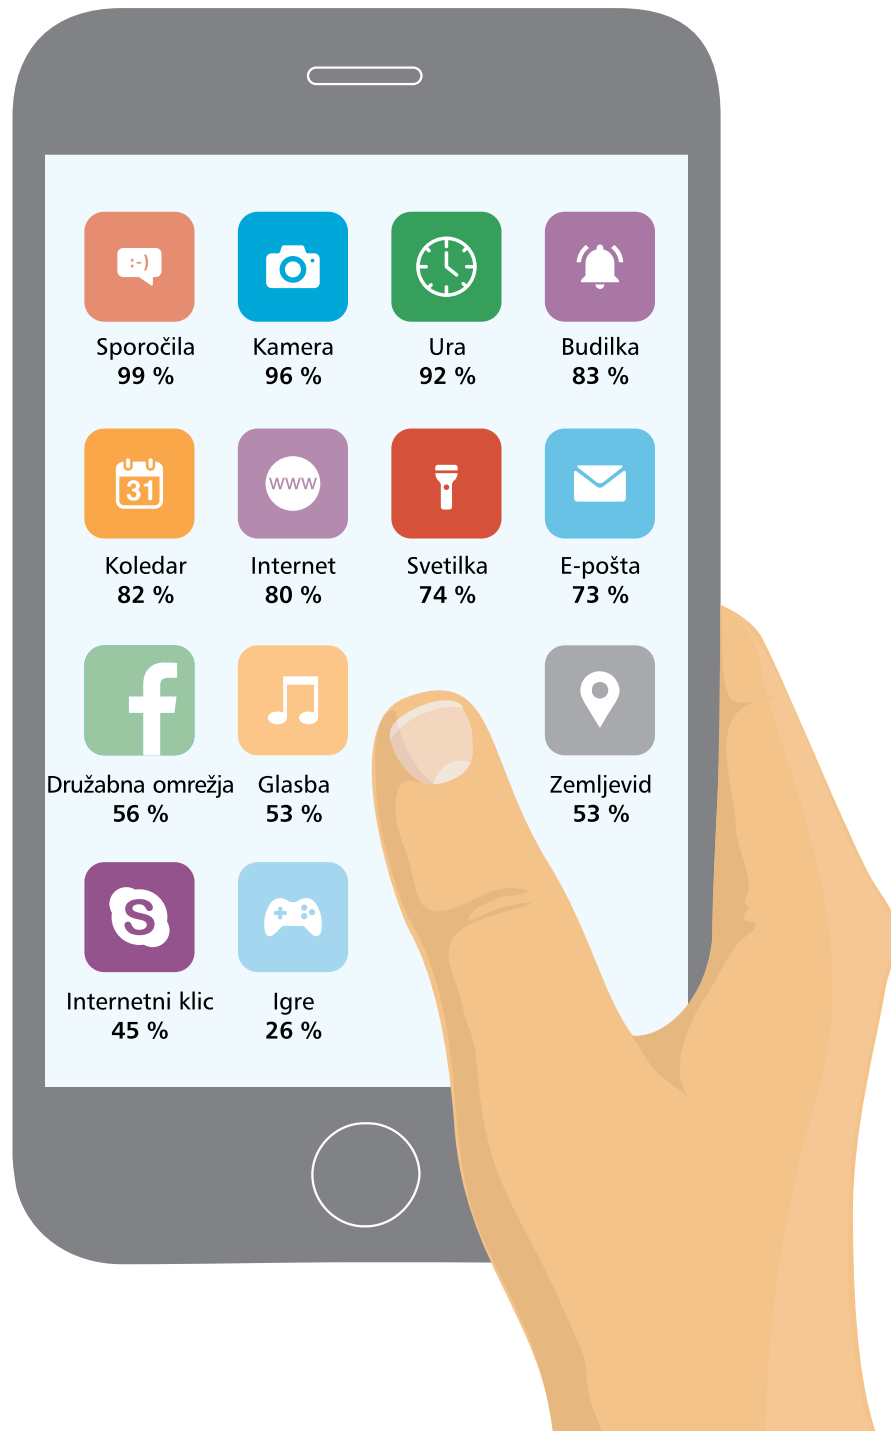 :-)
Sporočila
99 %
Kamera
96 %
Ura
92 %
Budilka
83 %
31
Koledar
82 %
www
Internet
80 %
Svetilka
74 %
E-pošta
73 %
f
Družabna omrežja
56 %
Glasba
53 %
Zemljevid
53 %
S
Internetni klic
45 %
Igre
26 %